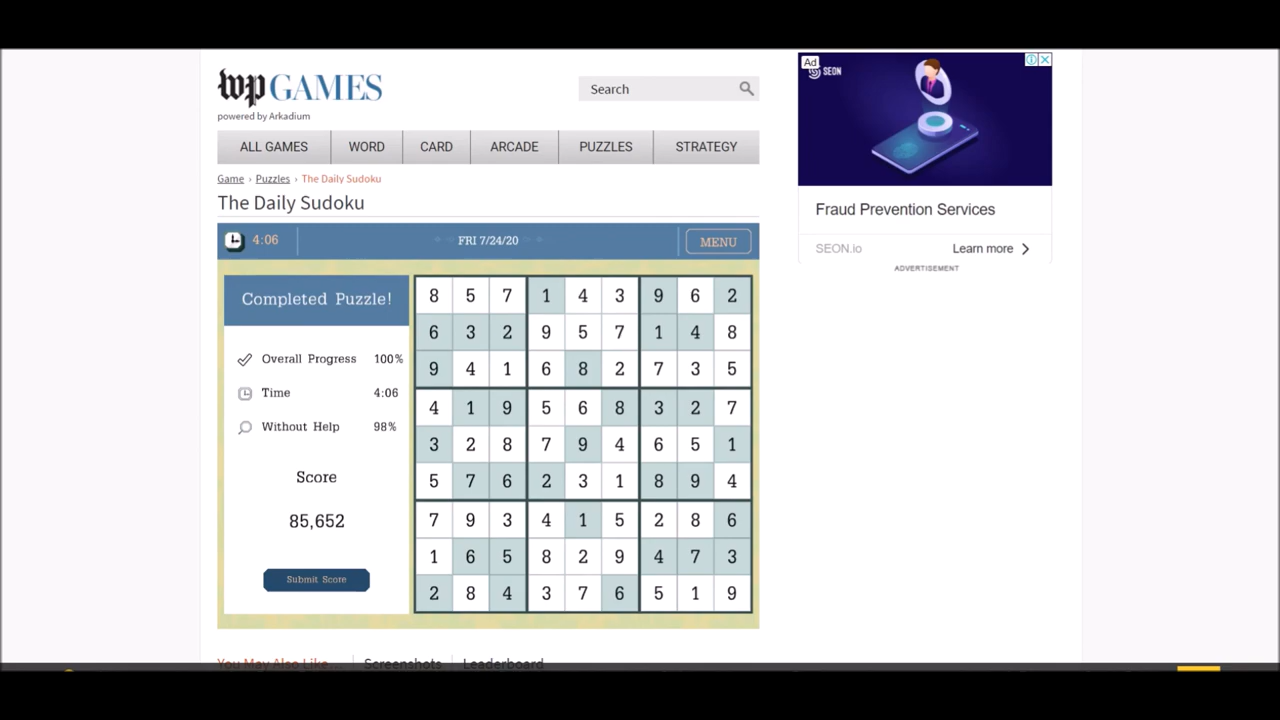 wp GAMES
powered by Arkadium
Search
ALL GAMES WORD CARD ARCADE PUZZLES STRATEGY
Game › Puzzles › The Daily Sudoku
The Daily Sudoku
4:06 FRI 7/24/20 MENU
Completed Puzzle!
Overall Progress 100%
Time 4:06
Without Help 98%
Score
85,652
Submit Score
8 5 7 1 4 3 9 6 2
6 3 2 9 5 7 1 4 8
9 4 1 6 8 2 7 3 5
4 1 9 5 6 8 3 2 7
3 2 8 7 9 4 6 5 1
5 7 6 2 3 1 8 9 4
7 9 3 4 1 5 2 8 6
1 6 5 8 2 9 4 7 3
2 8 4 3 7 6 5 1 9
You May Also Like... Screenshots Leaderboard
Ad
SEON
Fraud Prevention Services
SEON.io Learn more
ADVERTISEMENT